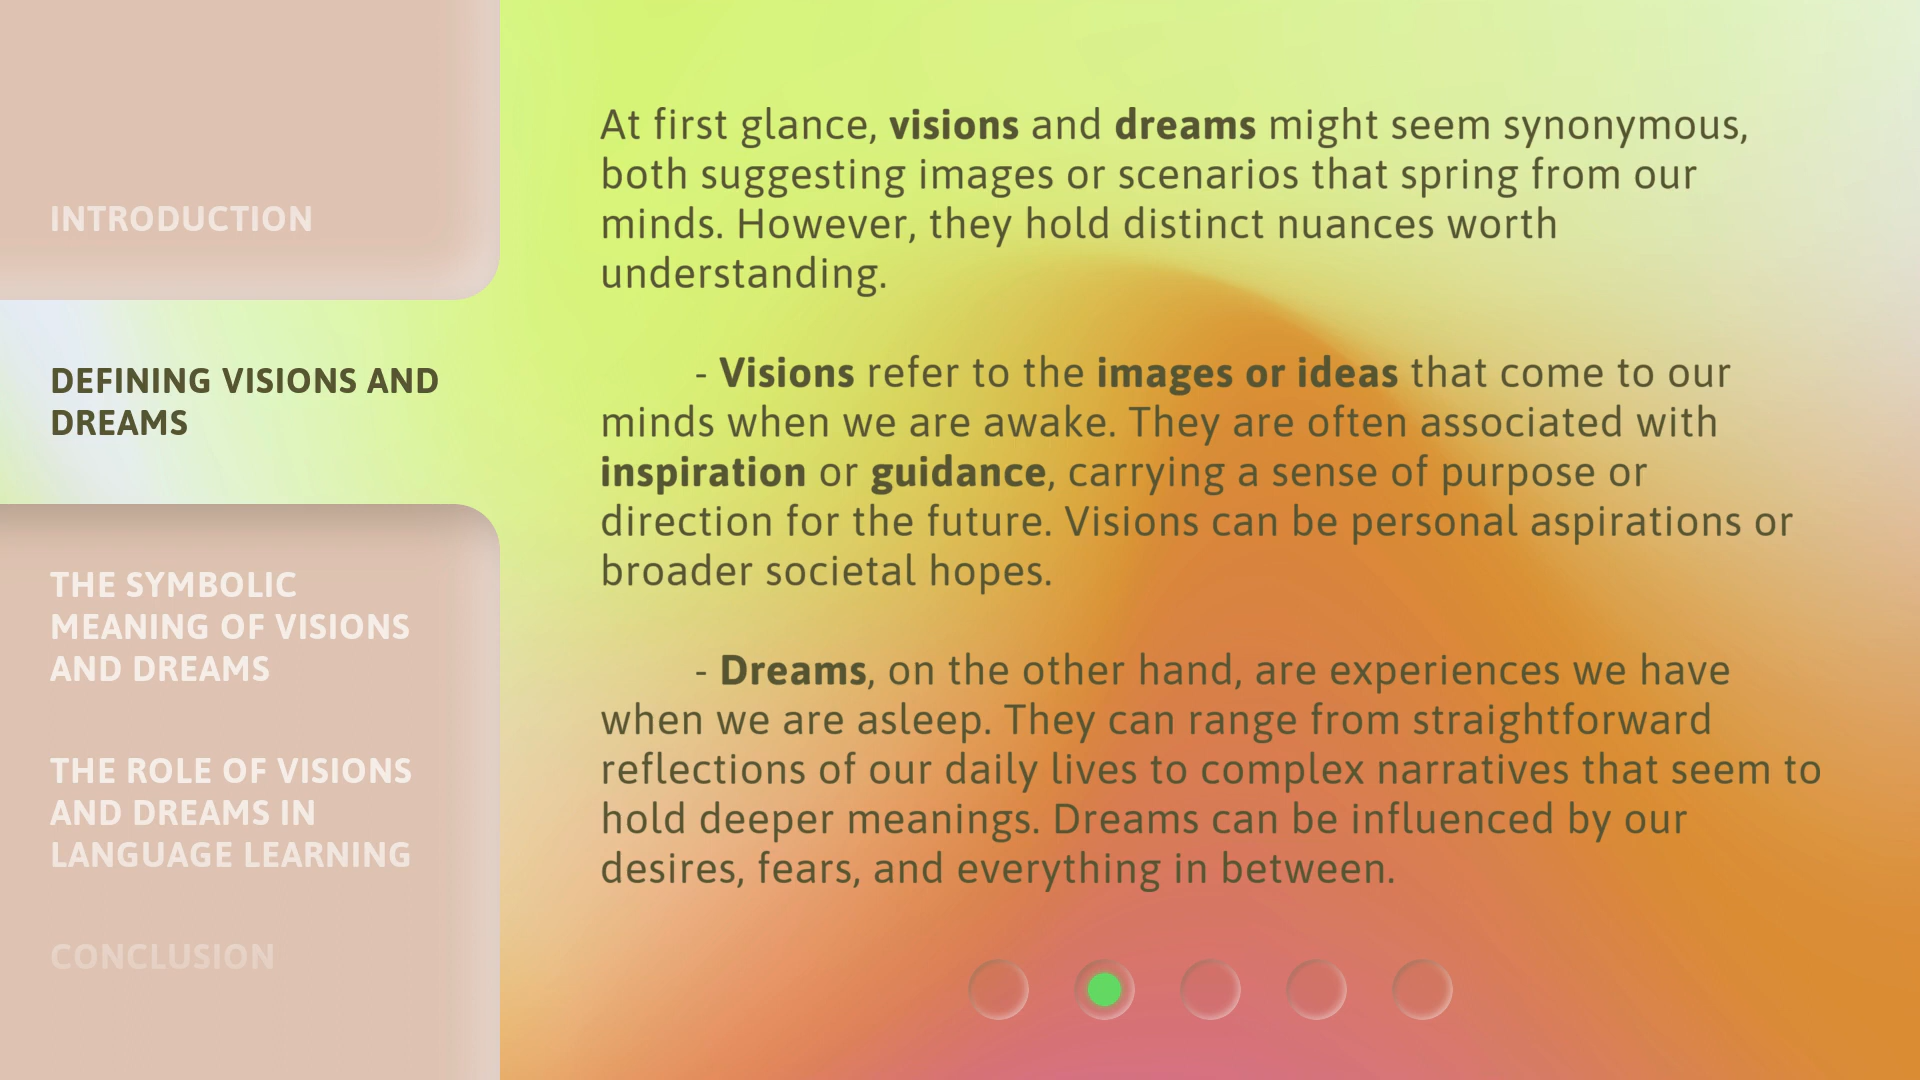 INTRODUCTION
DEFINING VISIONS AND
DREAMS
THE SYMBOLIC
MEANING OF VISIONS
AND DREAMS
THE ROLE OF VISIONS
AND DREAMS IN
LANGUAGE LEARNING
CONCLUSION
At first glance, visions and dreams might seem synonymous,
both suggesting images or scenarios that spring from our
minds. However, they hold distinct nuances worth
understanding.
- Visions refer to the images or ideas that come to our
minds when we are awake. They are often associated with
inspiration or guidance, carrying a sense of purpose or
direction for the future. Visions can be personal aspirations or
broader societal hopes.
- Dreams, on the other hand, are experiences we have
when we are asleep. They can range from straightforward
reflections of our daily lives to complex narratives that seem to
hold deeper meanings. Dreams can be influenced by our
desires, fears, and everything in between.